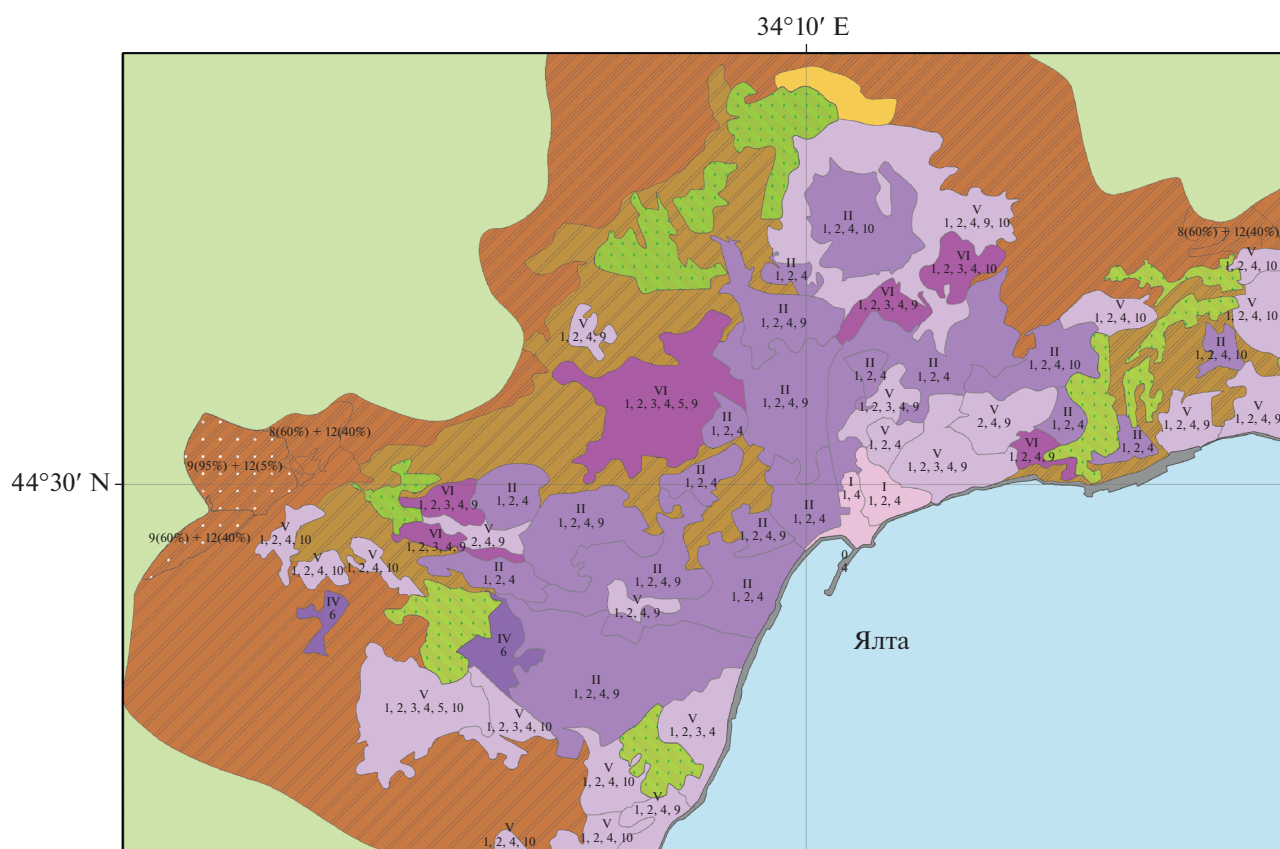 34°10′ E
II
1, 2, 4, 10
V
1, 2, 4, 9, 10
8(60%) + 12(40%)
V
1, 2, 4, 10
VI
1, 2, 3, 4, 10
II
1, 2, 4
VI
1, 2, 3, 4, 9
V
1, 2, 4, 10
V
1, 2, 4, 10
II
1, 2, 4, 9
V
1, 2, 4, 9
II
1, 2, 4, 10
II
1, 2, 4, 10
II
1, 2, 4
II
1, 2, 4
VI
1, 2, 3, 4, 5, 9
II
1, 2, 4, 9
V
1, 2, 3, 4, 9
V
2, 4, 9
II
1, 2, 4
V
1, 2, 4, 9
V
1, 2, 4, 9
II
1, 2, 4
8(60%) + 12(40%)
V
1, 2, 4
II
1, 2, 4
VI
1, 2, 4, 9
9(95%) + 12(5%)
V
1, 2, 3, 4, 9
44°30′ N
II
1, 2, 4
VI
1, 2, 3, 4, 9
II
1, 2, 4
I
1, 4
I
1, 2, 4
II
1, 2, 4, 9
II
1, 2, 4
II
1, 2, 4, 9
9(60%) + 12(40%)
V
1, 2, 4, 10
VI
1, 2, 3, 4, 9
V
2, 4, 9
V
1, 2, 4, 10
V
1, 2, 4, 10
0
4
II
1, 2, 4
II
1, 2, 4, 9
II
1, 2, 4
IV
6
V
1, 2, 4, 9
Ялта
IV
6
II
1, 2, 4, 9
V
1, 2, 3, 4, 5, 10
V
1, 2, 3, 4, 10
V
1, 2, 3, 4
V
1, 2, 4, 10
V
1, 2, 4, 9
V
1, 2, 4, 10
V
1, 2, 4, 10